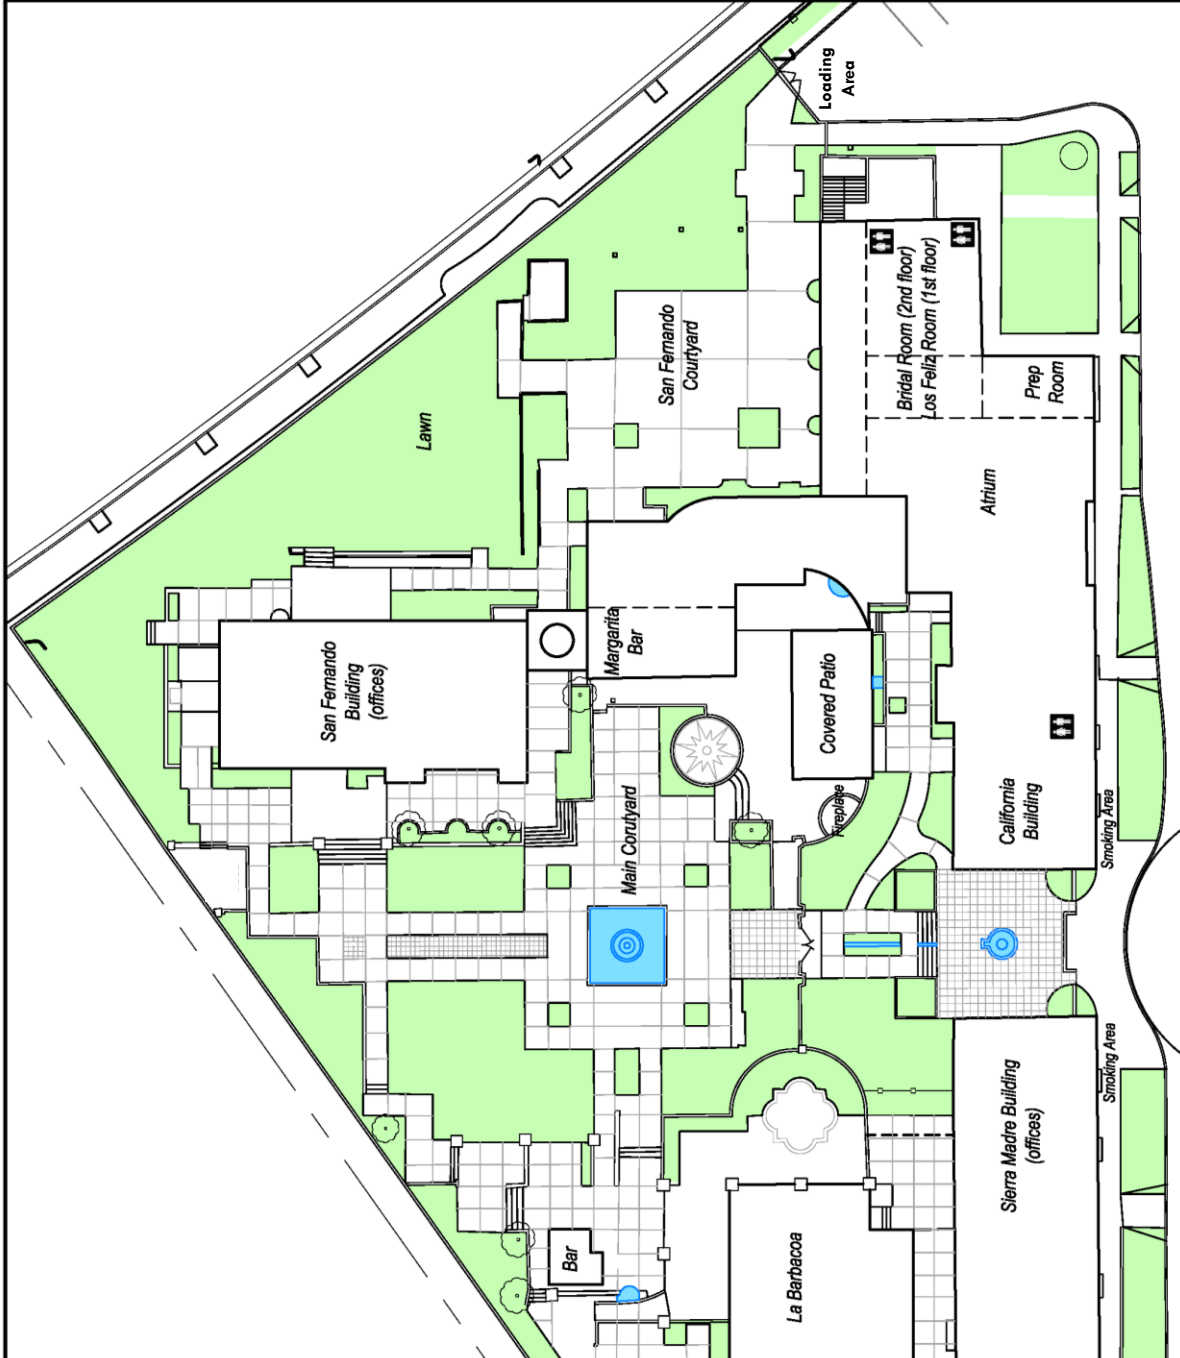 Loading
Area
Bridal Room (2nd floor)
Los Feliz Room (1st floor)
San Fernando
Courtyard
Prep
Room
Lawn
Atrium
Margarita
Bar
San Fernando
Building
(offices)
Covered Patio
Fireplace
California
Building
Smoking Area
Main Corutyard
Smoking Area
Sierra Madre Building
(offices)
Bar
La Barbacoa